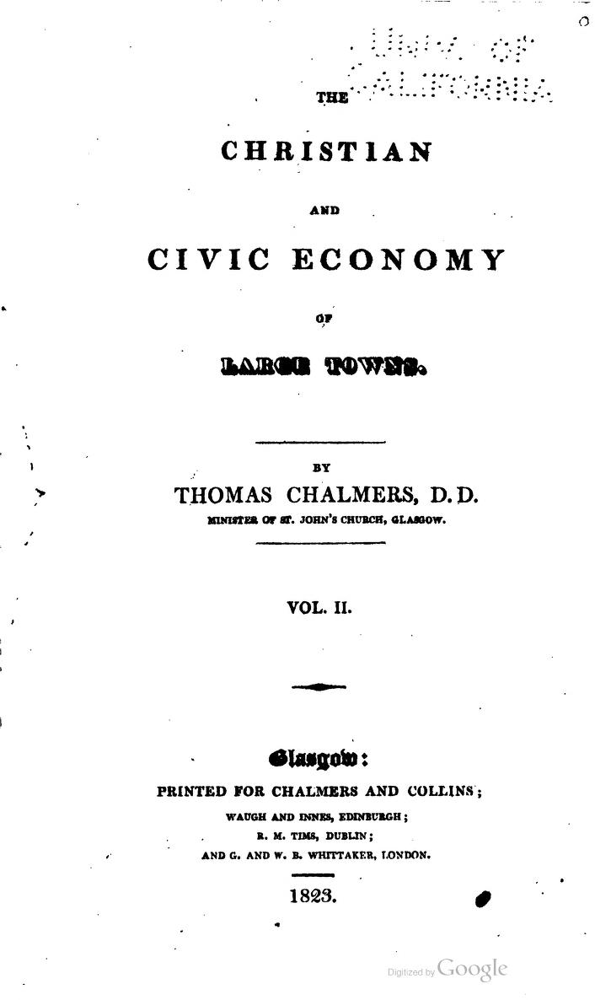 UNIV. OF
CALIFORNIA
THE
CHRISTIAN
AND
CIVIC ECONOMY
OF
LARGE TOWNS.
BY
THOMAS CHALMERS, D.D.
MINISTER OF ST. JOHN'S CHURCH, GLASGOW.
VOL. II.
Glasgow:
PRINTED FOR CHALMERS AND COLLINS;
WAUGH AND INNES, EDINBURGH;
R. M. TIMS, DUBLIN;
AND G. AND W. B. WHITTAKER, LONDON.
1823.
Digitized by Google